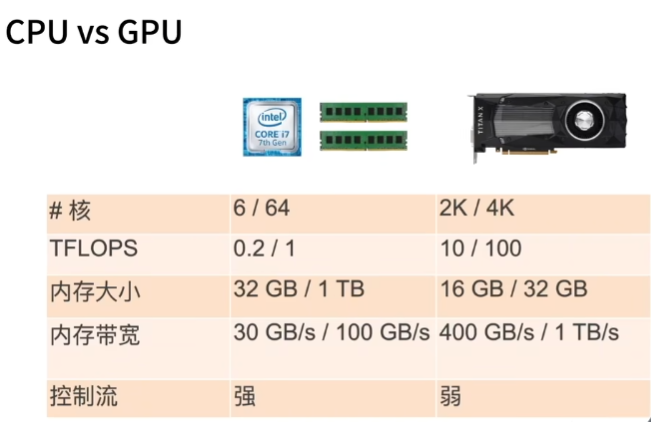 CPU vs GPU
intel
CORE i7
7th Gen
TITAN X
# 核 6 / 64 2K / 4K
TFLOPS 0.2 / 1 10 / 100
内存大小 32 GB / 1 TB 16 GB / 32 GB
内存带宽 30 GB/s / 100 GB/s 400 GB/s / 1 TB/s
控制流 强 弱